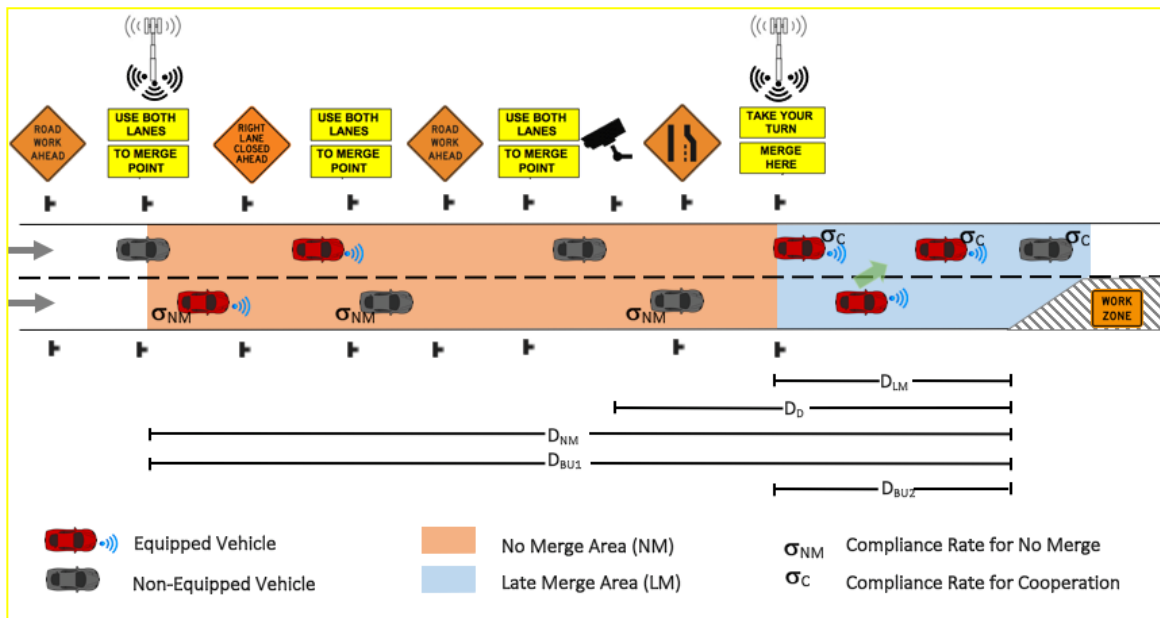 ROAD
WORK
AHEAD
USE BOTH
LANES
TO MERGE
POINT
RIGHT
LANE
CLOSED
AHEAD
USE BOTH
LANES
TO MERGE
POINT
ROAD
WORK
AHEAD
USE BOTH
LANES
TO MERGE
POINT
TAKE YOUR
TURN
MERGE
HERE
σC
σC
σC
σNM
σNM
σNM
WORK
ZONE
DLM
DD
DNM
DBU1
DBU2
Equipped Vehicle
No Merge Area (NM)
σNM Compliance Rate for No Merge
Non-Equipped Vehicle
Late Merge Area (LM)
σC Compliance Rate for Cooperation